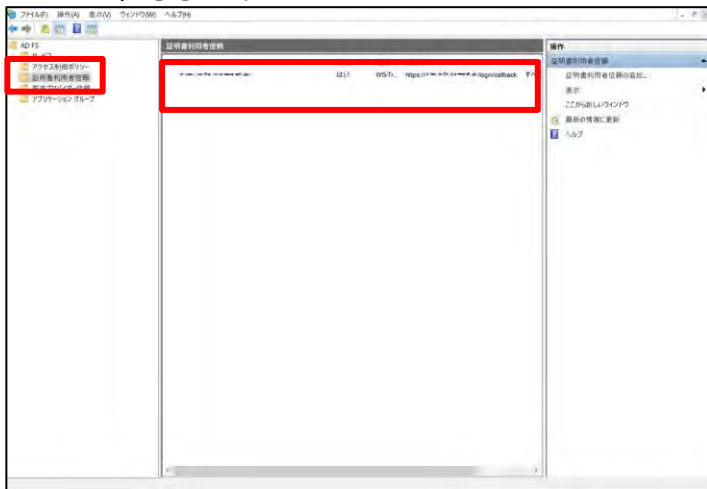 ファイル(F) 操作(A) 表示(V) ウィンドウ(W) ヘルプ(H)
AD FS
アクセス制御ポリシー
証明書利用者信頼
アプリケーション グループ
証明書利用者信頼
はい WS-Tr...
操作
証明書利用者信頼
証明書利用者信頼の追加...
表示
ここから新しいウィンドウ
最新の情報に更新
ヘルプ